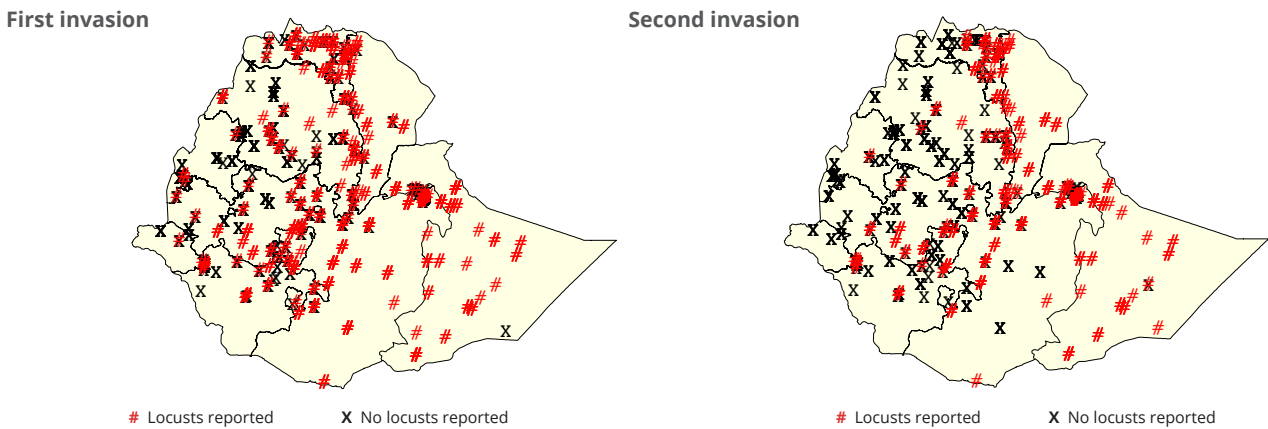 First invasion
Second invasion
# Locusts reported
X No locusts reported
# Locusts reported
X No locusts reported